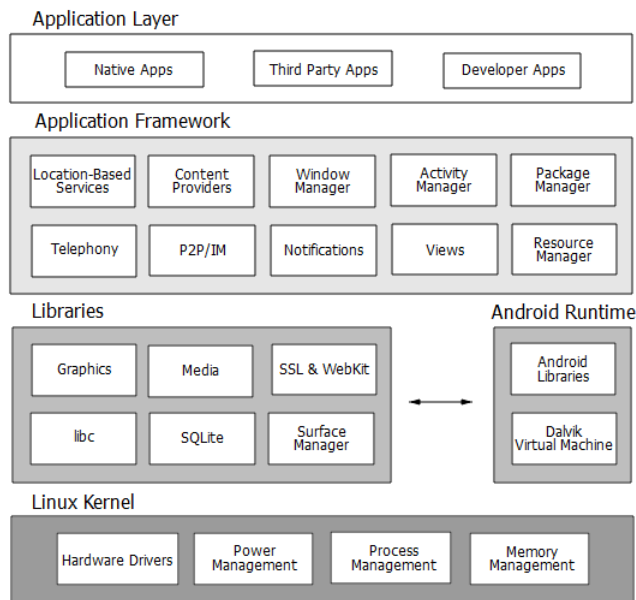 Application Layer
Native Apps
Third Party Apps
Developer Apps
Application Framework
Location-Based
Services
Content
Providers
Window
Manager
Activity
Manager
Package
Manager
Telephony
P2P/IM
Notifications
Views
Resource
Manager
Libraries
Graphics
Media
SSL & WebKit
libc
SQLite
Surface
Manager
Android Runtime
Android
Libraries
Dalvik
Virtual Machine
Linux Kernel
Hardware Drivers
Power
Management
Process
Management
Memory
Management